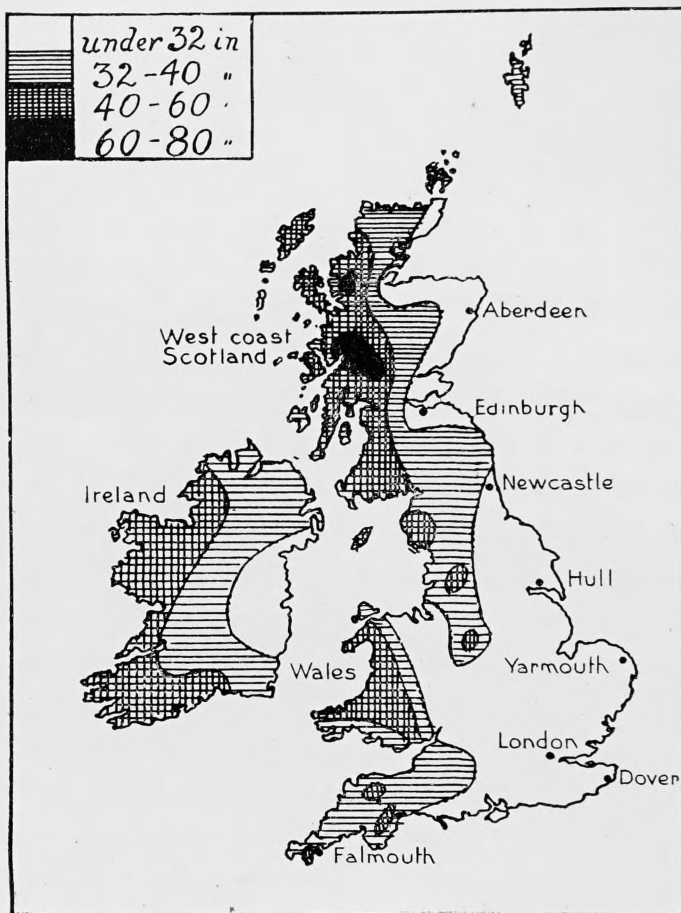 under 32 in
32-40 "
40-60 "
60-80 "
West coast
Scotland
Aberdeen
Edinburgh
Ireland
Newcastle
Hull
Wales
Yarmouth
London
Dover
Falmouth